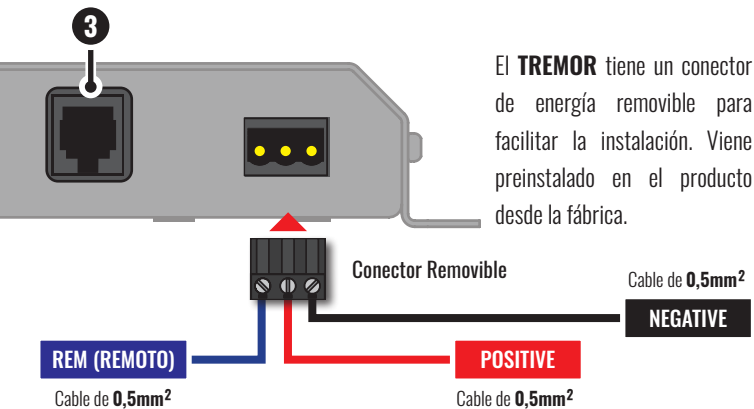 3
El TREMOR tiene un conector
de energía removible para
facilitar la instalación. Viene
preinstalado en el producto
desde la fábrica.
Conector Removible
Cable de 0,5mm²
NEGATIVE
REM (REMOTO)
POSITIVE
Cable de 0,5mm²
Cable de 0,5mm²